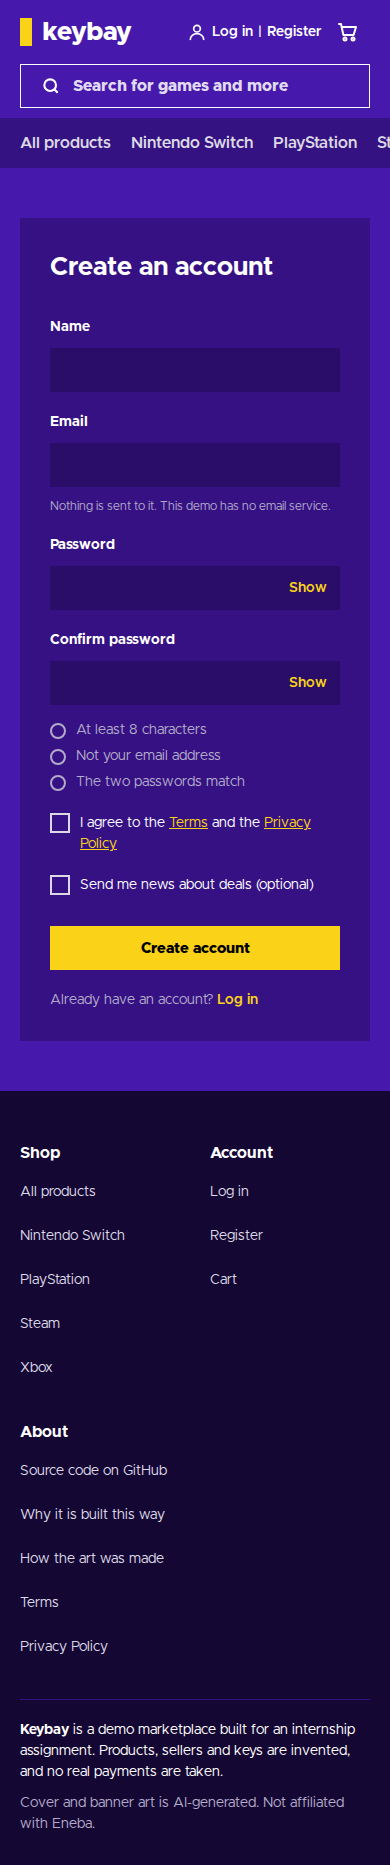 keybay
Log in | Register
Search for games and more
All products Nintendo Switch PlayStation St
Create an account
Name
Email
Nothing is sent to it. This demo has no email service.
Password
Show
Confirm password
Show
At least 8 characters
Not your email address
The two passwords match
I agree to the Terms and the Privacy
Policy
Send me news about deals (optional)
Create account
Already have an account? Log in
Shop
All products
Nintendo Switch
PlayStation
Steam
Xbox
Account
Log in
Register
Cart
About
Source code on GitHub
Why it is built this way
How the art was made
Terms
Privacy Policy
Keybay is a demo marketplace built for an internship
assignment. Products, sellers and keys are invented,
and no real payments are taken.
Cover and banner art is AI-generated. Not affiliated
with Eneba.